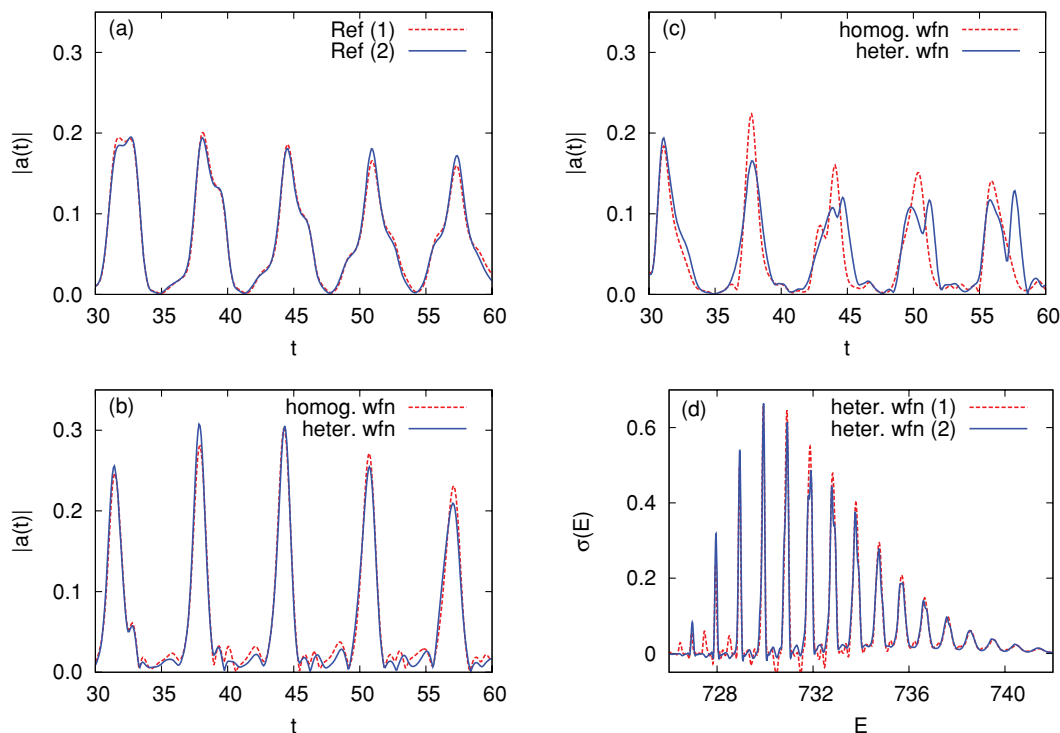 (a)
Ref (1)
Ref (2)
|a(t)|
0.3
0.2
0.1
0.0
30 35 40 45 50 55 60
t
(c)
homog. wfn
heter. wfn
|a(t)|
0.3
0.2
0.1
0.0
30 35 40 45 50 55 60
t
(b)
homog. wfn
heter. wfn
|a(t)|
0.3
0.2
0.1
0.0
30 35 40 45 50 55 60
t
(d)
heter. wfn (1)
heter. wfn (2)
σ(E)
0.6
0.4
0.2
0
728 732 736 740
E